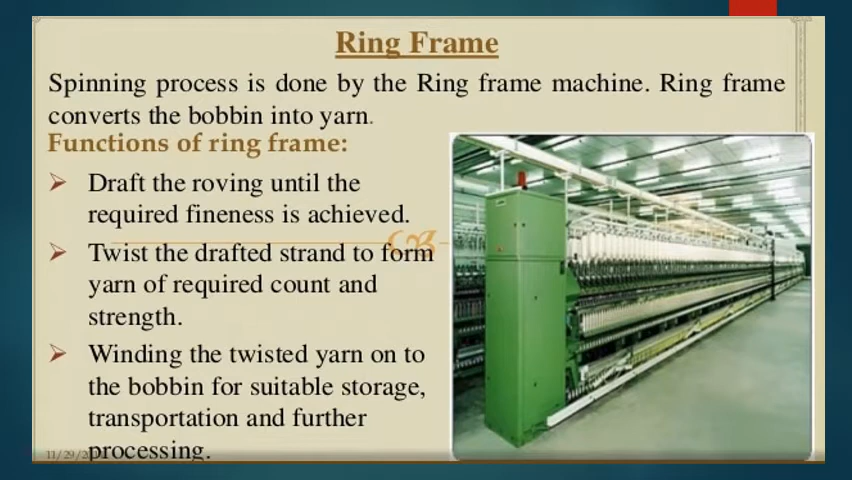 Ring Frame
Spinning process is done by the Ring frame machine. Ring frame
converts the bobbin into yarn.
Functions of ring frame:
➢ Draft the roving until the
required fineness is achieved.
➢ Twist the drafted strand to form
yarn of required count and
strength.
➢ Winding the twisted yarn on to
the bobbin for suitable storage,
transportation and further
processing.